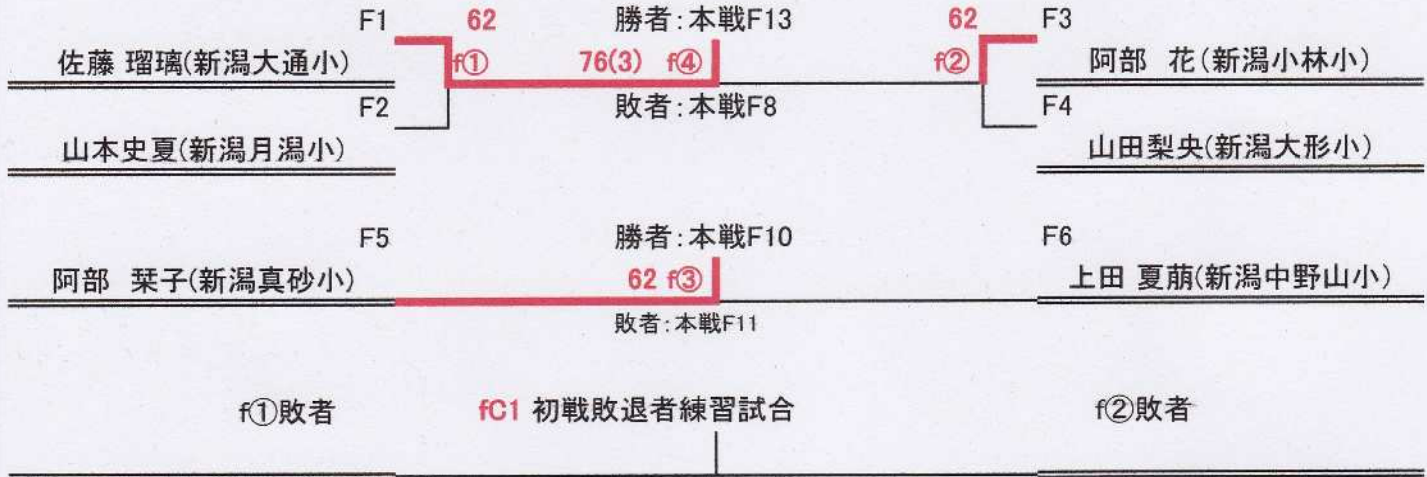 F1 62 勝者:本戦F13 62 F3
佐藤 瑠璃(新潟大通小) f① 76(3) f④ f② 阿部 花(新潟小林小)
F2 敗者:本戦F8 F4
山本史夏(新潟月潟小) 山田梨央(新潟大形小)
F5 勝者:本戦F10 F6
阿部 栞子(新潟真砂小) 62 f③ 上田 夏萠(新潟中野山小)
敗者:本戦F11
f①敗者 fC1 初戦敗退者練習試合 f②敗者